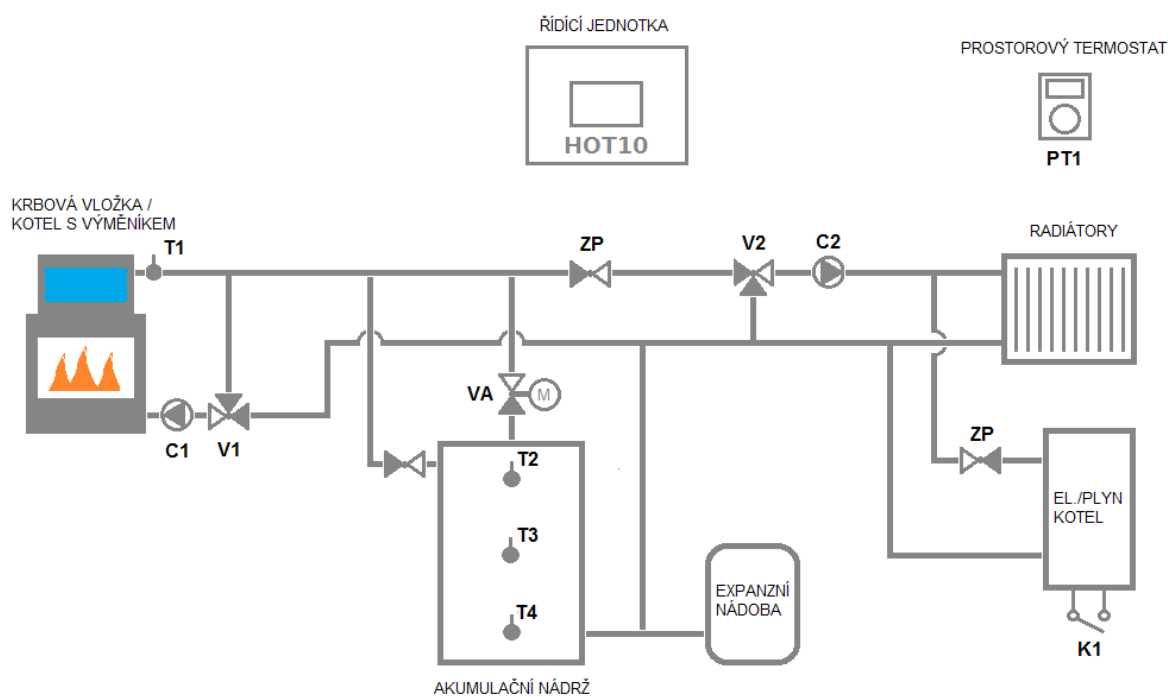 ŘÍDÍCÍ JEDNOTKA
HOT10
PROSTOROVÝ TERMOSTAT
PT1
KRBOVÁ VLOŽKA /
KOTEL S VÝMĚNÍKEM
T1
ZP
V2
C2
RADIÁTORY
VA
M
C1
V1
T2
T3
T4
ZP
EL./PLYN
KOTEL
EXPANZNÍ
NÁDOBA
K1
AKUMULAČNÍ NÁDRŽ